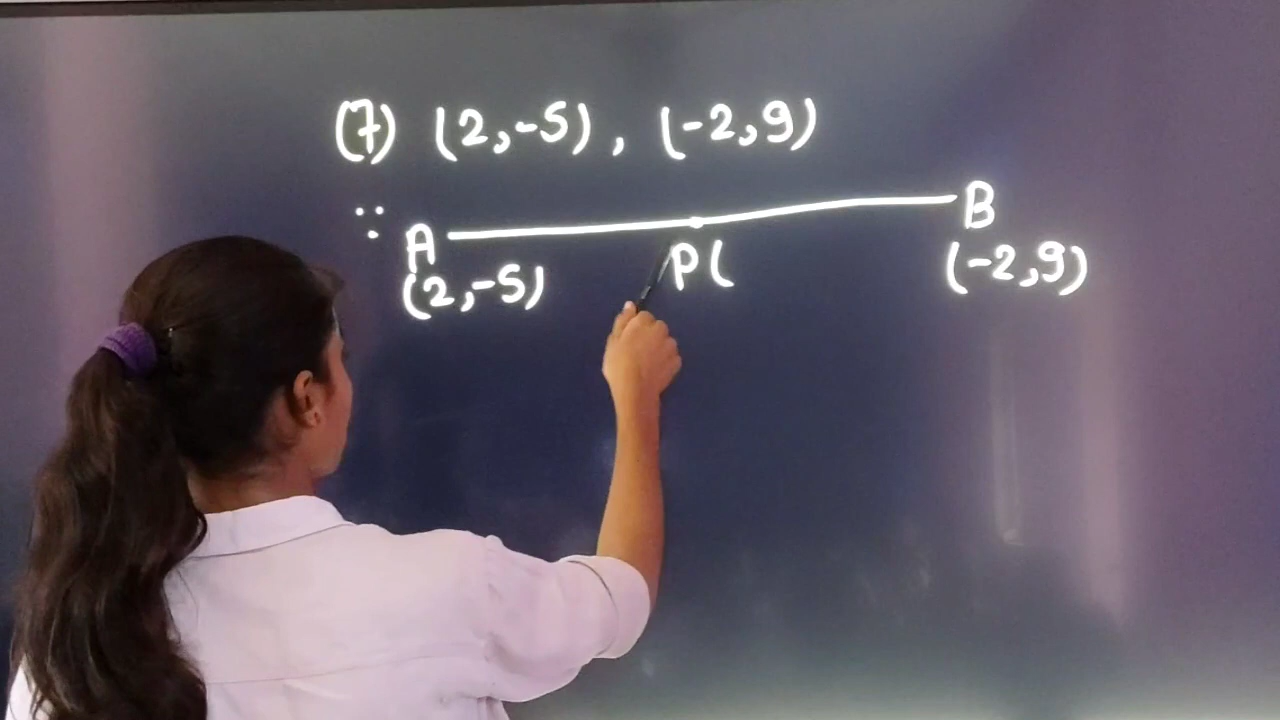 (7) (2,-5), (-2,9)
∵ A B
(2,-5) P( (-2,9)